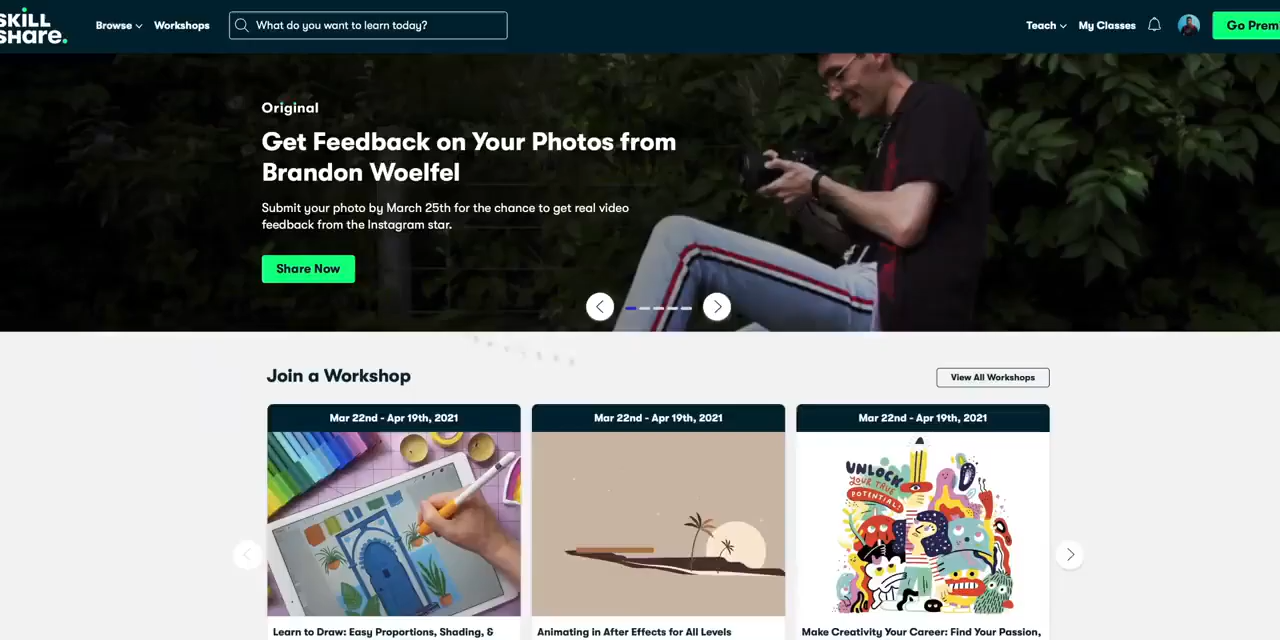 SKiLL
SHare.
Browse
Workshops
What do you want to learn today?
Teach
My Classes
Go Prem
Original
Get Feedback on Your Photos from
Brandon Woelfel
Submit your photo by March 25th for the chance to get real video
feedback from the Instagram star.
Share Now
Join a Workshop
View All Workshops
Mar 22nd - Apr 19th, 2021
Mar 22nd - Apr 19th, 2021
Mar 22nd - Apr 19th, 2021
UNLOCK
YOUR TRUE
POTENTIAL!
Learn to Draw: Easy Proportions, Shading, &
Animating in After Effects for All Levels
Make Creativity Your Career: Find Your Passion,